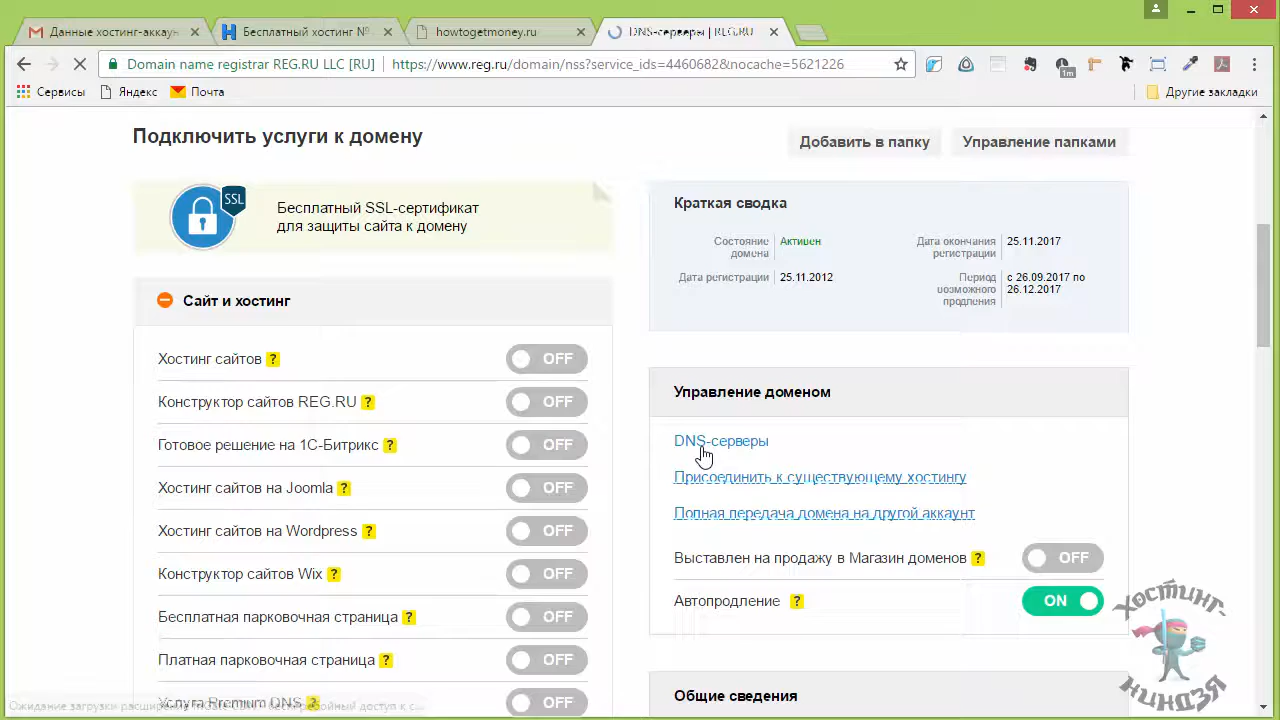 Данные хостинг-аккаун
Бесплатный хостинг №
howtogetmoney.ru
DNS-серверы | REG.RU
Domain name registrar REG.RU LLC [RU]
https://www.reg.ru/domain/nss?service_ids=4460682&nocache=5621226
1m
Сервисы
Яндекс
Почта
Другие закладки
Подключить услуги к домену
Добавить в папку
Управление папками
SSL
Бесплатный SSL-сертификат
для защиты сайта к домену
Сайт и хостинг
Хостинг сайтов ? OFF
Конструктор сайтов REG.RU ? OFF
Готовое решение на 1С-Битрикс ? OFF
Хостинг сайтов на Joomla ? OFF
Хостинг сайтов на Wordpress ? OFF
Конструктор сайтов Wix ? OFF
Бесплатная парковочная страница ? OFF
Платная парковочная страница ? OFF
Услуга Premium DNS ? OFF
Краткая сводка
Состояние
домена
Активен
Дата окончания
регистрации
25.11.2017
Дата регистрации
25.11.2012
Период
возможного
продления
с 26.09.2017 по
26.12.2017
Управление доменом
DNS-серверы
Присоединить к существующему хостингу
Полная передача домена на другой аккаунт
Выставлен на продажу в Магазин доменов ? OFF
Автопродление ? ON
Общие сведения
Ожидание загрузки расширения
доступ к с...
ХОСТИНГ-
НИНДЗЯ